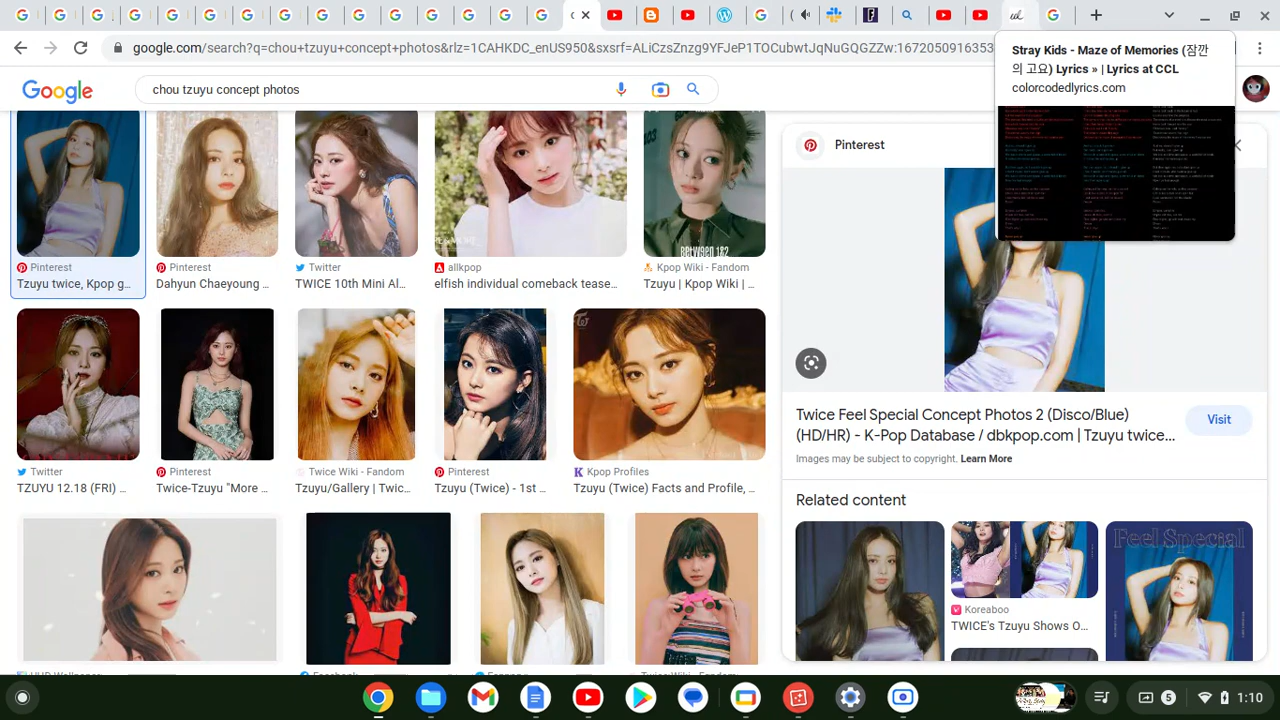 google.com/search?q=chou+tzuyu+concept+photos&rlz=1CAHKDC_enUS950&sxsrf=ALiCzsZnzg9YFJeP1TOCubwtJqNuGQGZZw:1672050916353
Stray Kids - Maze of Memories (잠깐
의 고요) Lyrics » | Lyrics at CCL
colorcodedlyrics.com
Google
chou tzuyu concept photos
Pinterest
BETWEEN 1&2
Pinterest
Pinterest
Twitter
allkpop
Kpop Wiki - Fandom
Tzuyu twice, Kpop g...
Dahyun Chaeyoung ...
TWICE 10th Mini Al...
elfish individual comeback tease...
Tzuyu | Kpop Wiki | ...
Twitter
Pinterest
Twice Wiki - Fandom
Pinterest
Kpop Profiles
TZUYU 12.18 (FRI) ...
Twice-Tzuyu "More ...
Tzuyu/Gallery | Twic...
Tzuyu (Twice) - 1st ...
Tzuyu (Twice) Facts and Profile, ...
Twice Feel Special Concept Photos 2 (Disco/Blue)
(HD/HR) - K-Pop Database / dbkpop.com | Tzuyu twice...
Visit
Images may be subject to copyright. Learn More
Related content
Feel Special
Koreaboo
TWICE's Tzuyu Shows O...
5
1:10